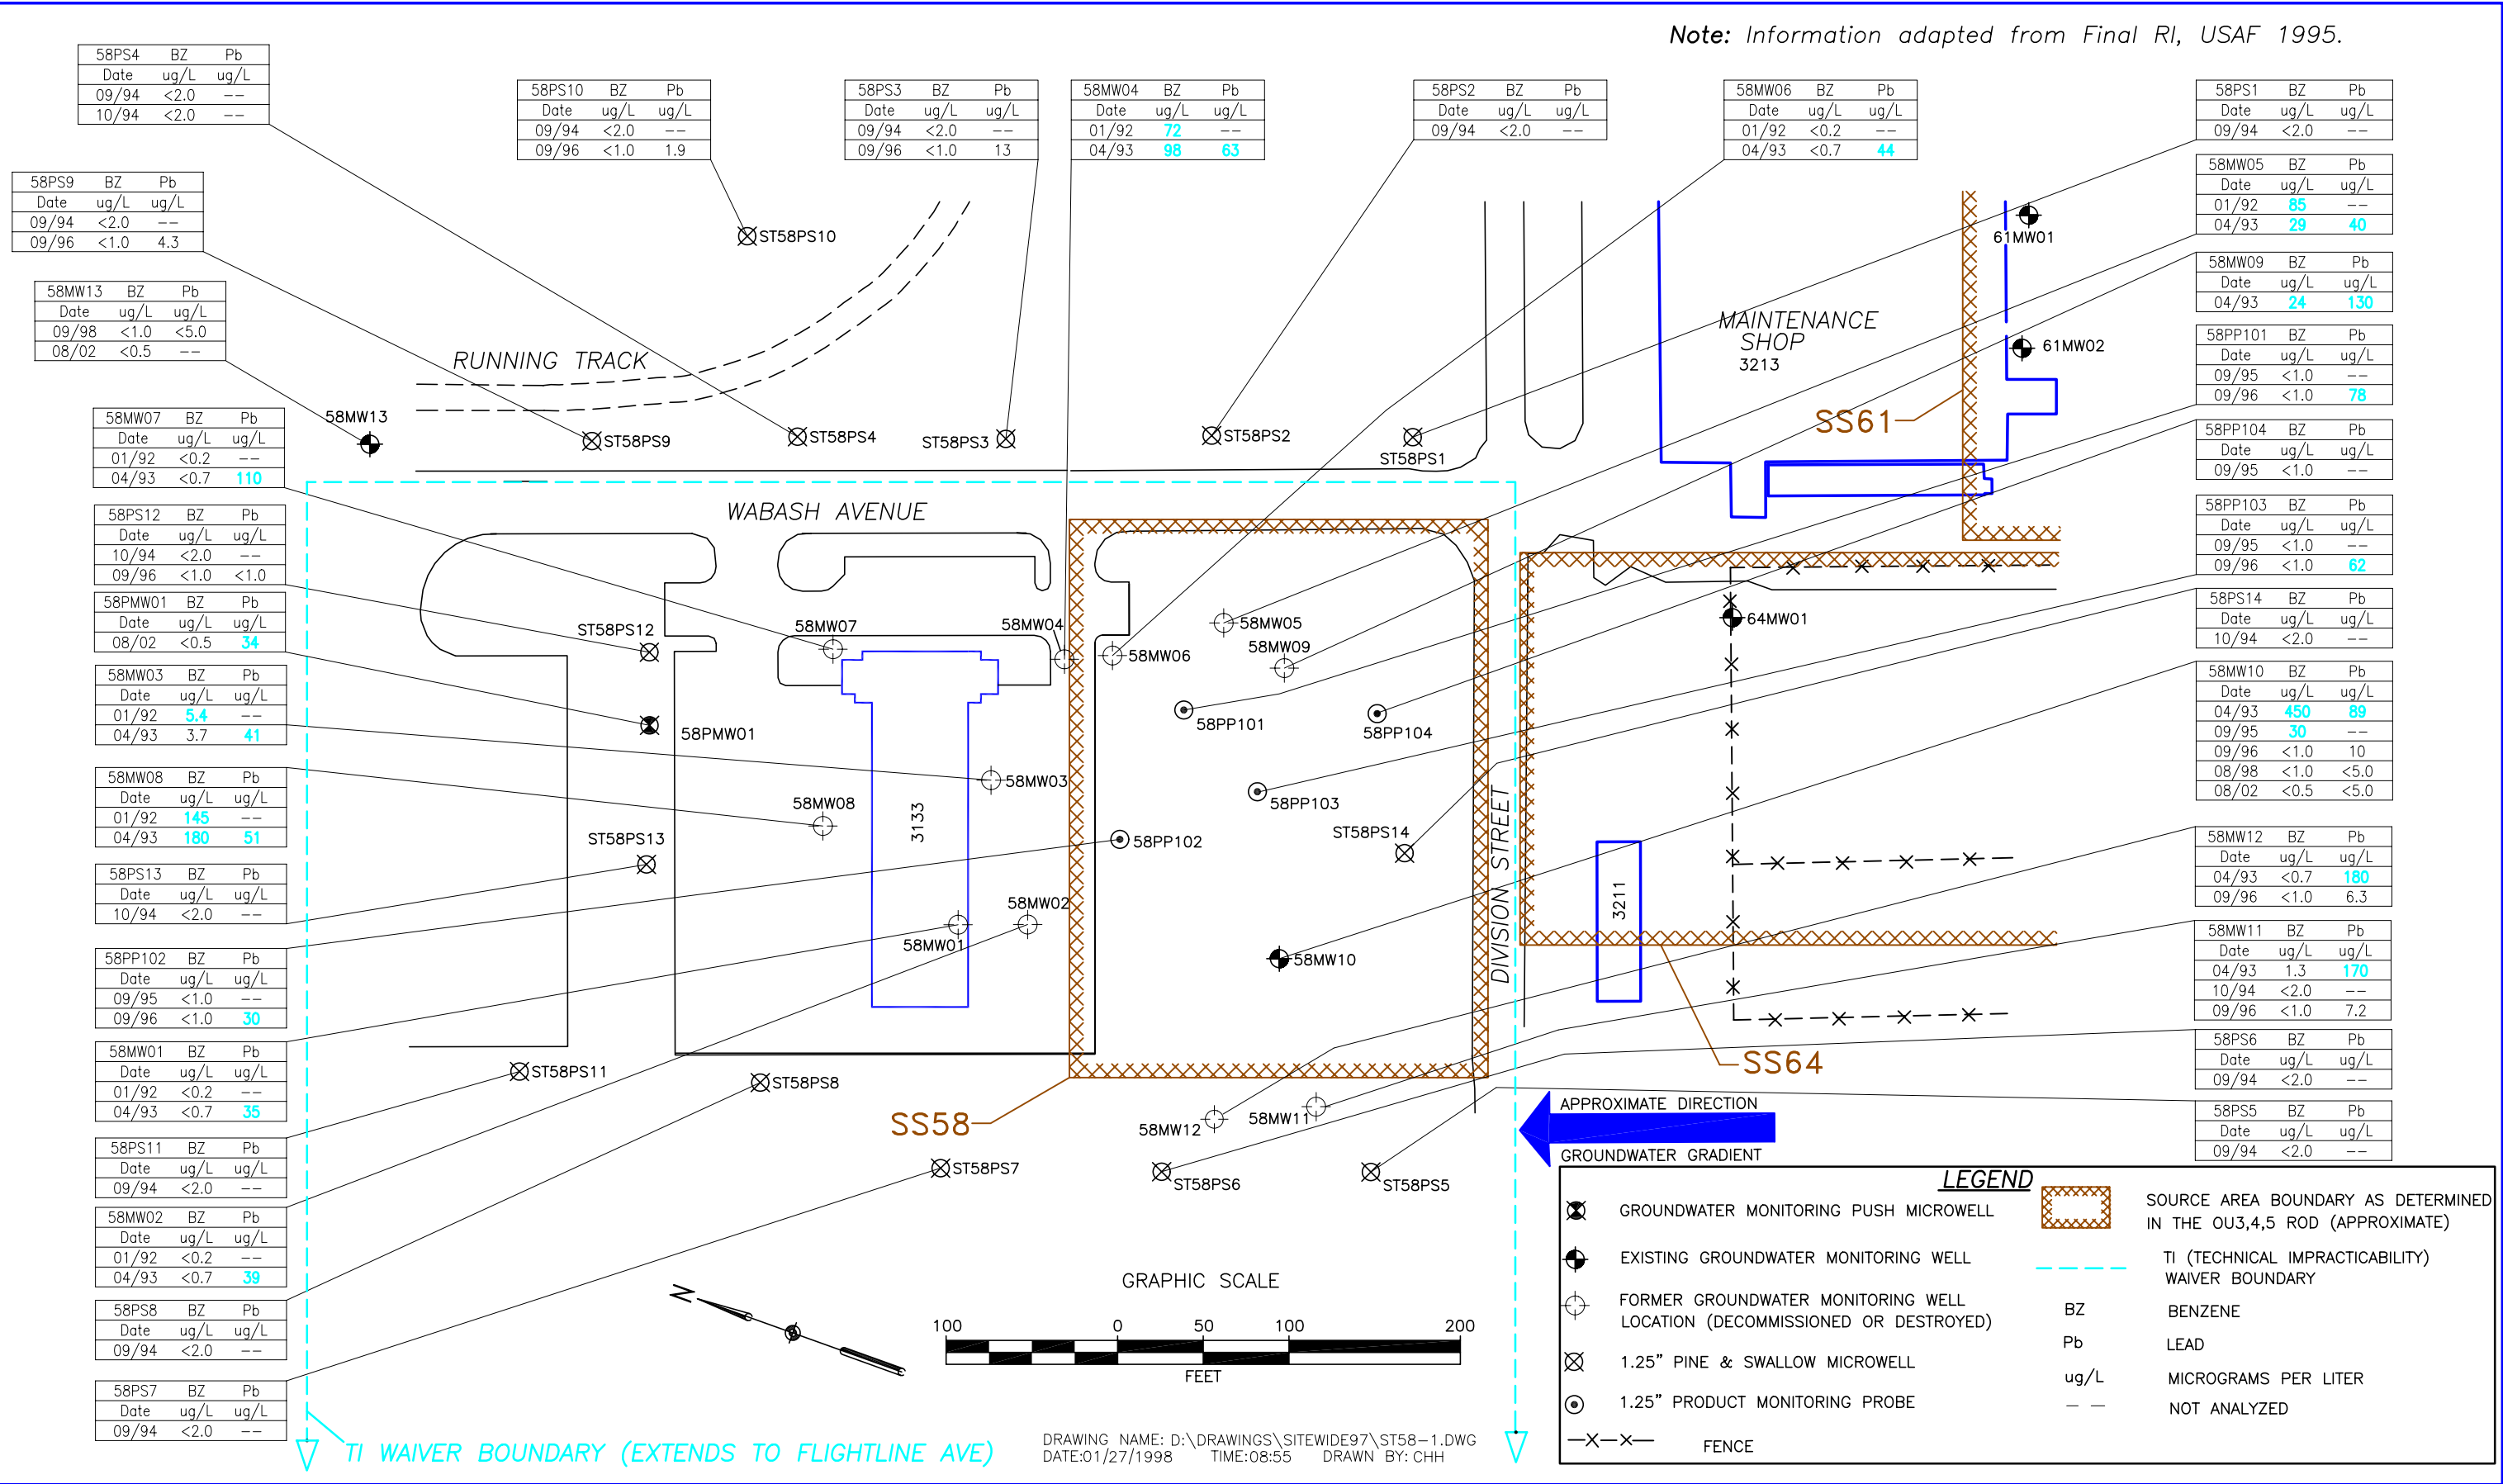 Note: Information adapted from Final RI, USAF 1995.
58PS4 BZ Pb
Date ug/L ug/L
09/94 <2.0 --
10/94 <2.0 --
58PS10 BZ Pb
Date ug/L ug/L
09/94 <2.0 --
09/96 <1.0 1.9
58PS3 BZ Pb
Date ug/L ug/L
09/94 <2.0 --
09/96 <1.0 13
58MW04 BZ Pb
Date ug/L ug/L
01/92 72 --
04/93 98 63
58PS2 BZ Pb
Date ug/L ug/L
09/94 <2.0 --
58MW06 BZ Pb
Date ug/L ug/L
01/92 <0.2 --
04/93 <0.7 44
58PS1 BZ Pb
Date ug/L ug/L
09/94 <2.0 --
58MW05 BZ Pb
Date ug/L ug/L
01/92 85 --
04/93 29 40
58MW09 BZ Pb
Date ug/L ug/L
04/93 24 130
58PP101 BZ Pb
Date ug/L ug/L
09/95 <1.0 --
09/96 <1.0 78
58PP104 BZ Pb
Date ug/L ug/L
09/95 <1.0 --
58PP103 BZ Pb
Date ug/L ug/L
09/95 <1.0 --
09/96 <1.0 62
58PS14 BZ Pb
Date ug/L ug/L
10/94 <2.0 --
58MW10 BZ Pb
Date ug/L ug/L
04/93 450 89
09/95 30 --
09/96 <1.0 10
08/98 <1.0 <5.0
08/02 <0.5 <5.0
58MW12 BZ Pb
Date ug/L ug/L
04/93 <0.7 180
09/96 <1.0 6.3
58MW11 BZ Pb
Date ug/L ug/L
04/93 1.3 170
10/94 <2.0 --
09/96 <1.0 7.2
58PS6 BZ Pb
Date ug/L ug/L
09/94 <2.0 --
58PS5 BZ Pb
Date ug/L ug/L
09/94 <2.0 --
58PS9 BZ Pb
Date ug/L ug/L
09/94 <2.0 --
09/96 <1.0 4.3
58MW13 BZ Pb
Date ug/L ug/L
09/98 <1.0 <5.0
08/02 <0.5 --
58MW07 BZ Pb
Date ug/L ug/L
01/92 <0.2 --
04/93 <0.7 110
58PS12 BZ Pb
Date ug/L ug/L
10/94 <2.0 --
09/96 <1.0 <1.0
58PMW01 BZ Pb
Date ug/L ug/L
08/02 <0.5 34
58MW03 BZ Pb
Date ug/L ug/L
01/92 5.4 --
04/93 3.7 41
58MW08 BZ Pb
Date ug/L ug/L
01/92 145 --
04/93 180 51
58PS13 BZ Pb
Date ug/L ug/L
10/94 <2.0 --
58PP102 BZ Pb
Date ug/L ug/L
09/95 <1.0 --
09/96 <1.0 30
58MW01 BZ Pb
Date ug/L ug/L
01/92 <0.2 --
04/93 <0.7 35
58PS11 BZ Pb
Date ug/L ug/L
09/94 <2.0 --
58MW02 BZ Pb
Date ug/L ug/L
01/92 <0.2 --
04/93 <0.7 39
58PS8 BZ Pb
Date ug/L ug/L
09/94 <2.0 --
58PS7 BZ Pb
Date ug/L ug/L
09/94 <2.0 --
ST58PS10
61MW01
MAINTENANCE
SHOP
3213
61MW02
RUNNING TRACK
58MW13
ST58PS9
ST58PS4
ST58PS3
ST58PS2
ST58PS1
SS61
WABASH AVENUE
ST58PS12
58MW07
58MW04
58MW06
58MW05
58MW09
64MW01
58PMW01
58PP101
58PP104
58MW03
58PP103
58MW08
3133
58PP102
ST58PS13
ST58PS14
DIVISION STREET
3211
58MW02
58MW01
58MW10
ST58PS11
ST58PS8
SS58
SS64
58MW12
58MW11
ST58PS7
ST58PS6
ST58PS5
APPROXIMATE DIRECTION
GROUNDWATER GRADIENT
N
GRAPHIC SCALE
100 0 50 100 200
FEET
TI WAIVER BOUNDARY (EXTENDS TO FLIGHTLINE AVE)
DRAWING NAME: D:\DRAWINGS\SITEWIDE97\ST58-1.DWG
DATE:01/27/1998 TIME:08:55 DRAWN BY: CHH
LEGEND
GROUNDWATER MONITORING PUSH MICROWELL
EXISTING GROUNDWATER MONITORING WELL
FORMER GROUNDWATER MONITORING WELL
LOCATION (DECOMMISSIONED OR DESTROYED)
1.25" PINE & SWALLOW MICROWELL
1.25" PRODUCT MONITORING PROBE
—X—X— FENCE
SOURCE AREA BOUNDARY AS DETERMINED
IN THE OU3,4,5 ROD (APPROXIMATE)
TI (TECHNICAL IMPRACTICABILITY)
WAIVER BOUNDARY
BZ BENZENE
Pb LEAD
ug/L MICROGRAMS PER LITER
-- NOT ANALYZED